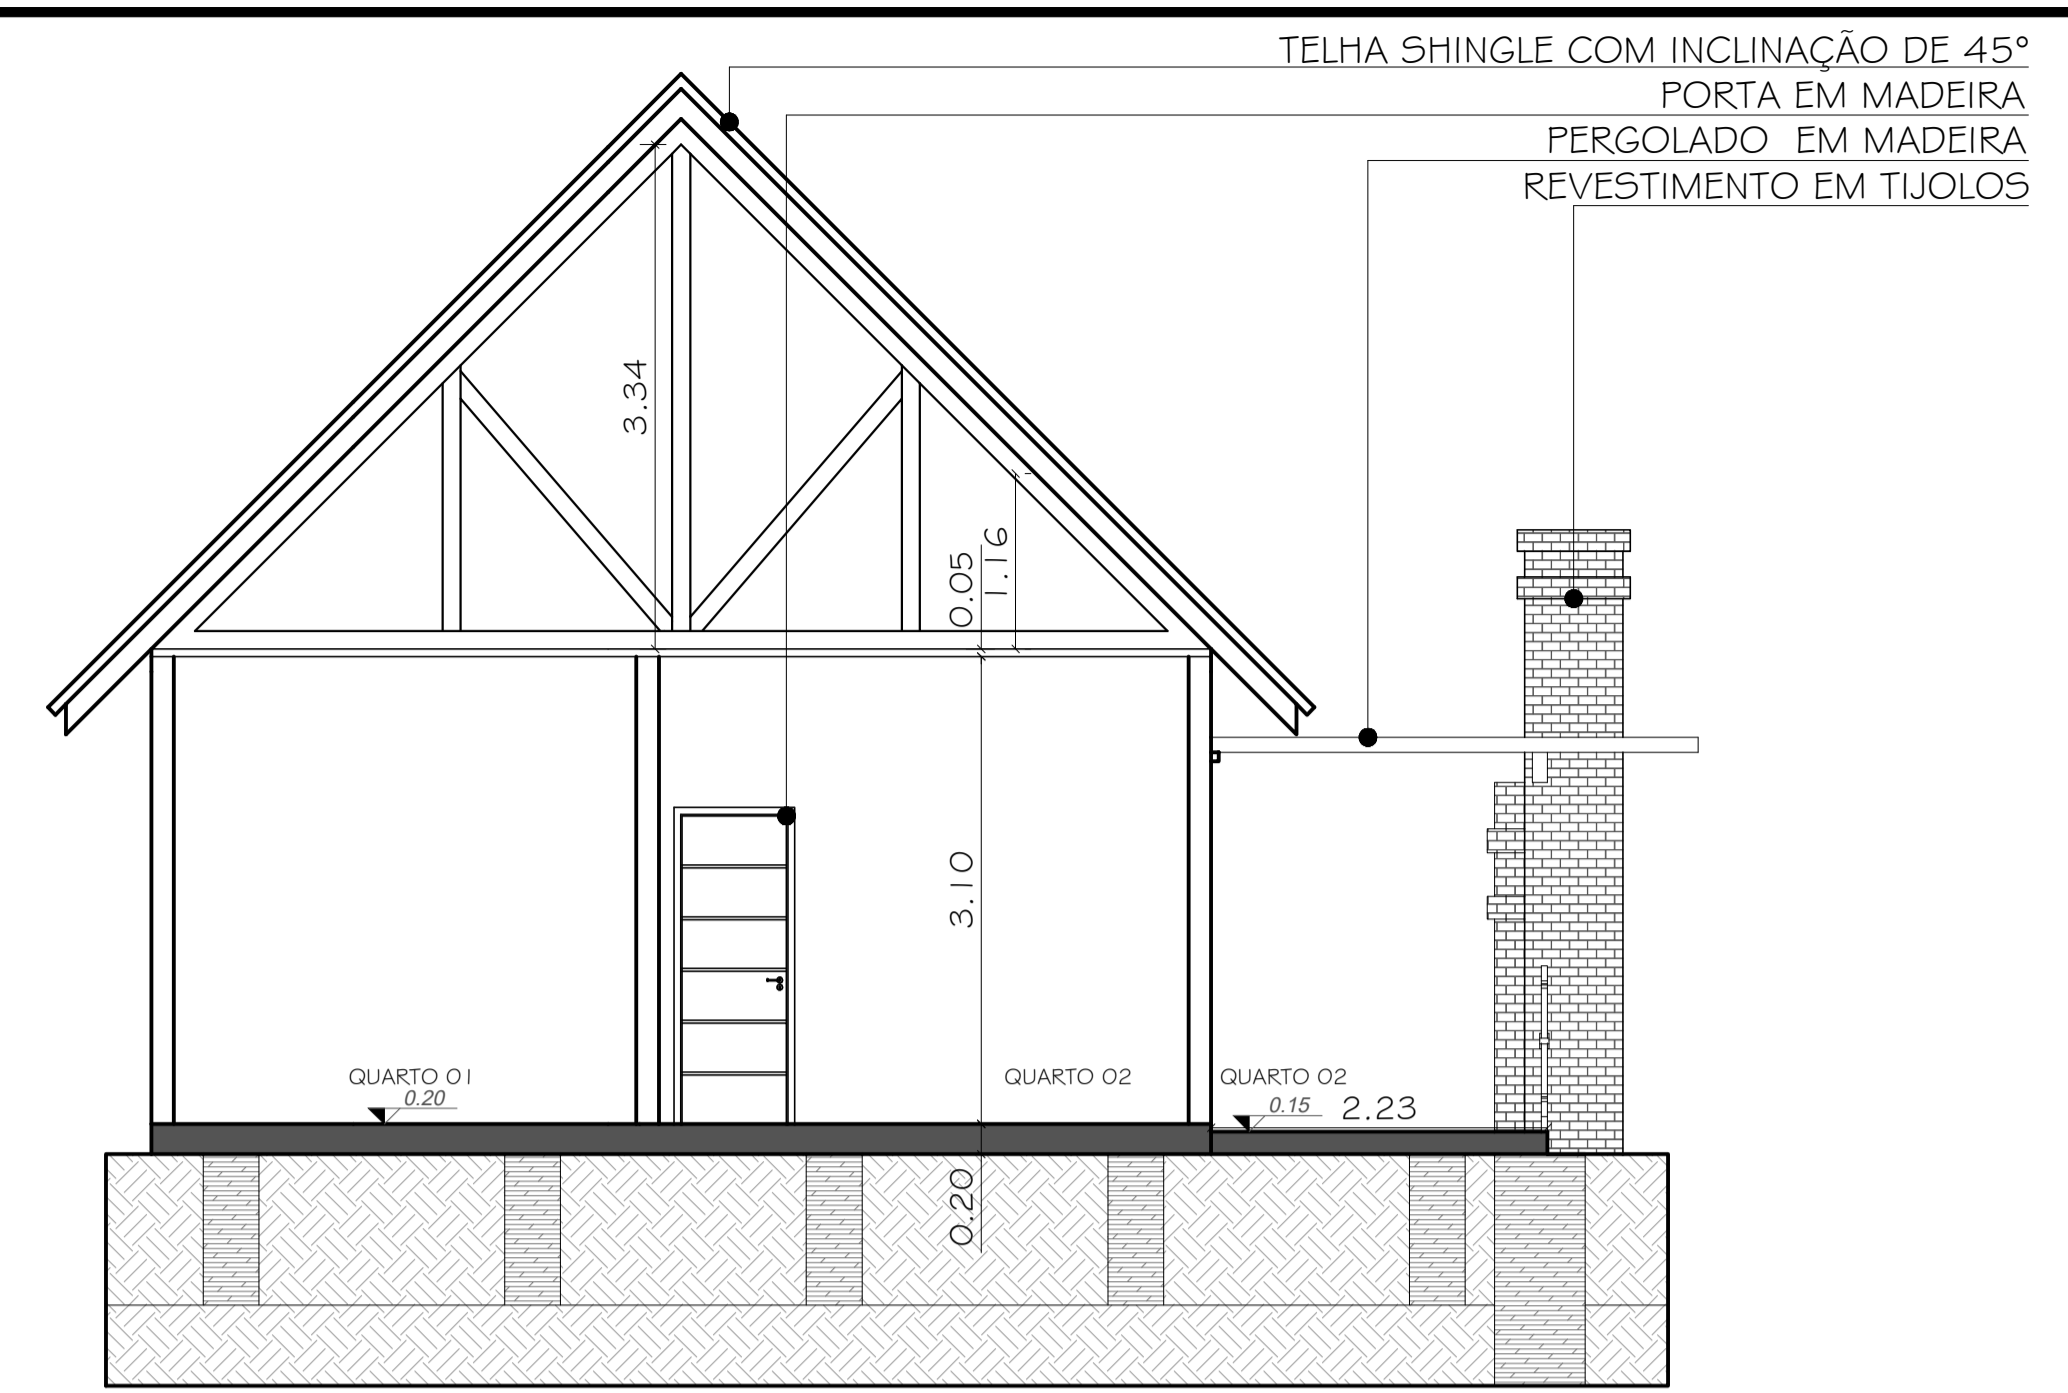 TELHA SHINGLE COM INCLINAÇÃO DE 45°
PORTA EM MADEIRA
PERGOLADO EM MADEIRA
REVESTIMENTO EM TIJOLOS
3.34
0.05
1.16
3.10
QUARTO 01
0.20
QUARTO 02
QUARTO 02
0.15
2.23
0.20